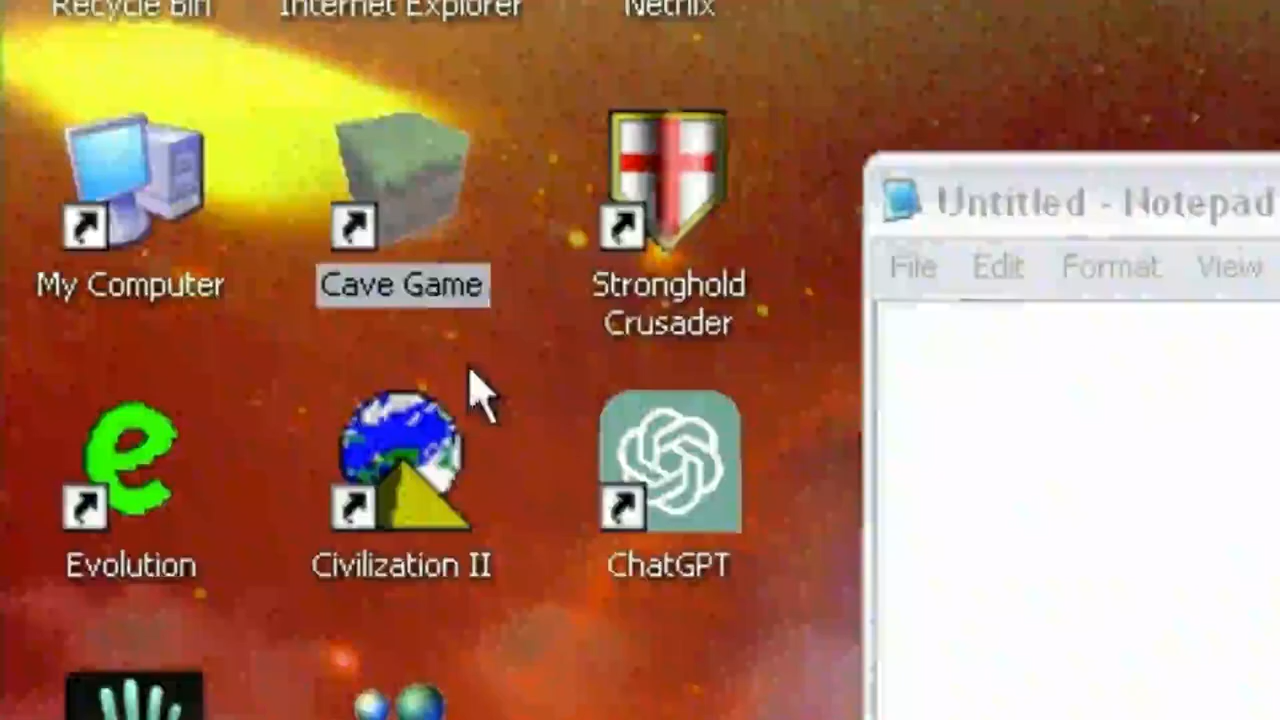 Recycle Bin
Internet Explorer
Netflix
Untitled - Notepad
File Edit Format View
My Computer
Cave Game
Stronghold
Crusader
e
Evolution
Civilization II
ChatGPT